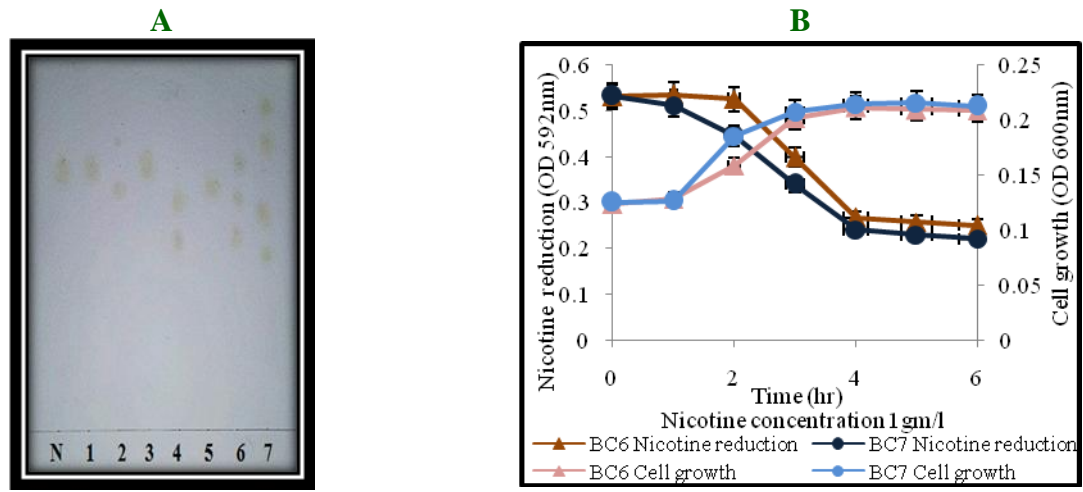 A
N 1 2 3 4 5 6 7
B
Nicotine reduction (OD 592nm)
0.6
0.5
0.4
0.3
0.2
0.1
0
0.25
0.2
0.15
0.1
0.05
0
Cell growth (OD 600nm)
0 2 4 6
Time (hr)
Nicotine concentration 1gm/l
BC6 Nicotine reduction
BC7 Nicotine reduction
BC6 Cell growth
BC7 Cell growth